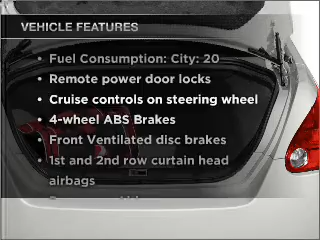 VEHICLE FEATURES
• Fuel Consumption: City: 20
• Remote power door locks
• Cruise controls on steering wheel
• 4-wheel ABS Brakes
• Front Ventilated disc brakes
• 1st and 2nd row curtain head
airbags